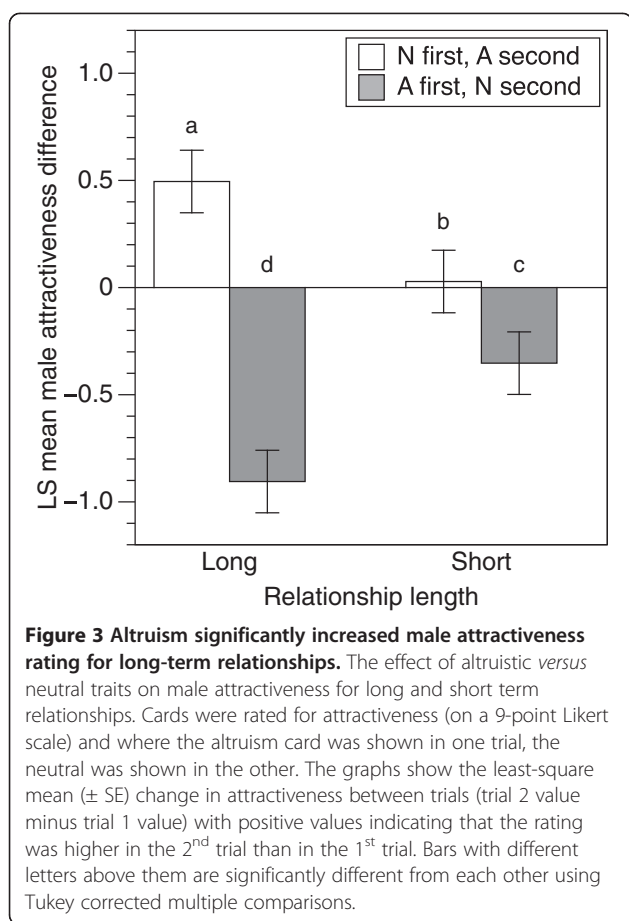 N first, A second
A first, N second
LS mean male attractiveness difference
1.0
0.5
0
−0.5
−1.0
a
d
b
c
Long Short
Relationship length
Figure 3 Altruism significantly increased male attractiveness
rating for long-term relationships. The effect of altruistic versus
neutral traits on male attractiveness for long and short term
relationships. Cards were rated for attractiveness (on a 9-point Likert
scale) and where the altruism card was shown in one trial, the
neutral was shown in the other. The graphs show the least-square
mean (± SE) change in attractiveness between trials (trial 2 value
minus trial 1 value) with positive values indicating that the rating
was higher in the 2nd trial than in the 1st trial. Bars with different
letters above them are significantly different from each other using
Tukey corrected multiple comparisons.